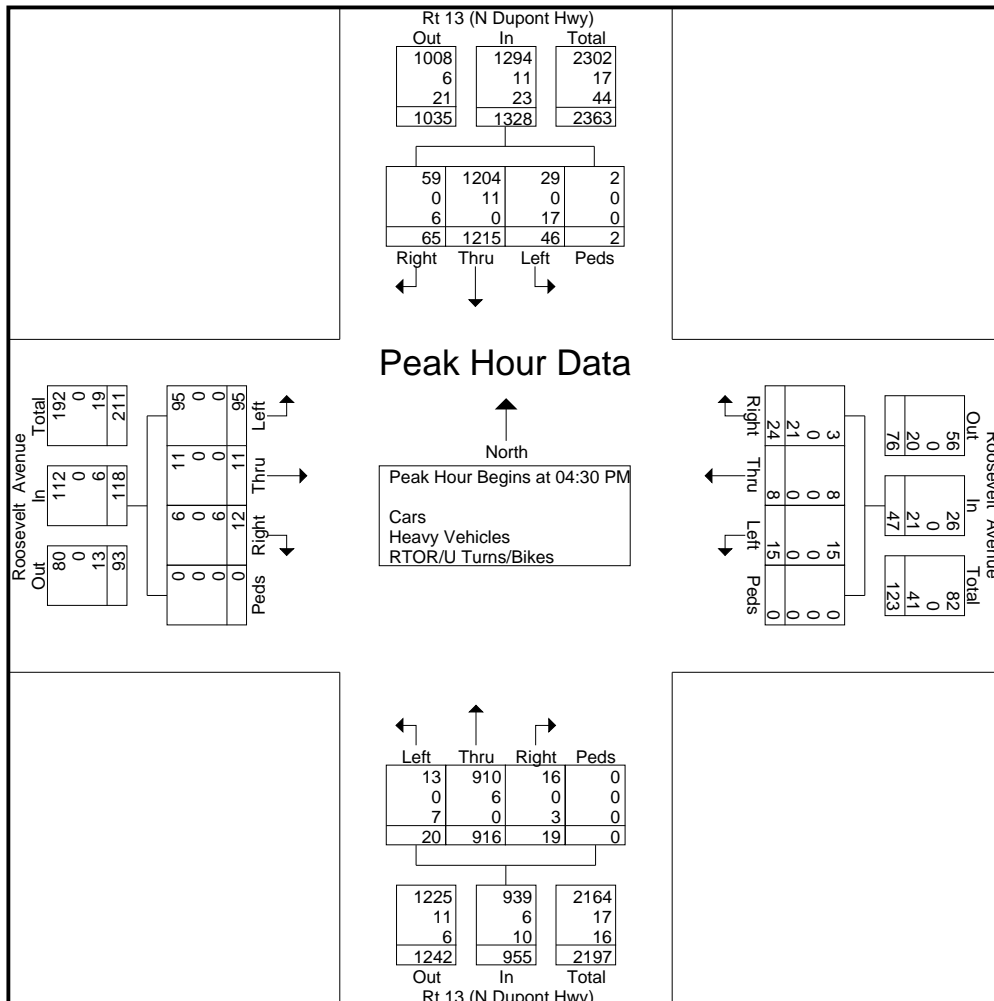 Rt 13 (N Dupont Hwy)
Out In Total
1008 1294 2302
6 11 17
21 23 44
1035 1328 2363
59 1204 29 2
0 11 0 0
6 0 17 0
65 1215 46 2
Right Thru Left Peds
Peak Hour Data
North
Peak Hour Begins at 04:30 PM
Cars
Heavy Vehicles
RTOR/U Turns/Bikes
Roosevelt Avenue
Out In Total
80 112 192
0 0 0
13 6 19
93 118 211
0 6 11 95
0 0 0 0
0 6 0 0
0 12 11 95
Peds Right Thru Left
Roosevelt Avenue
Out In Total
56 26 82
0 0 0
20 21 41
76 47 123
3 8 15 0
0 0 0 0
21 0 0 0
24 8 15 0
Right Thru Left Peds
Left Thru Right Peds
13 910 16 0
0 6 0 0
7 0 3 0
20 916 19 0
1225 939 2164
11 6 17
6 10 16
1242 955 2197
Out In Total
Rt 13 (N Dupont Hwy)